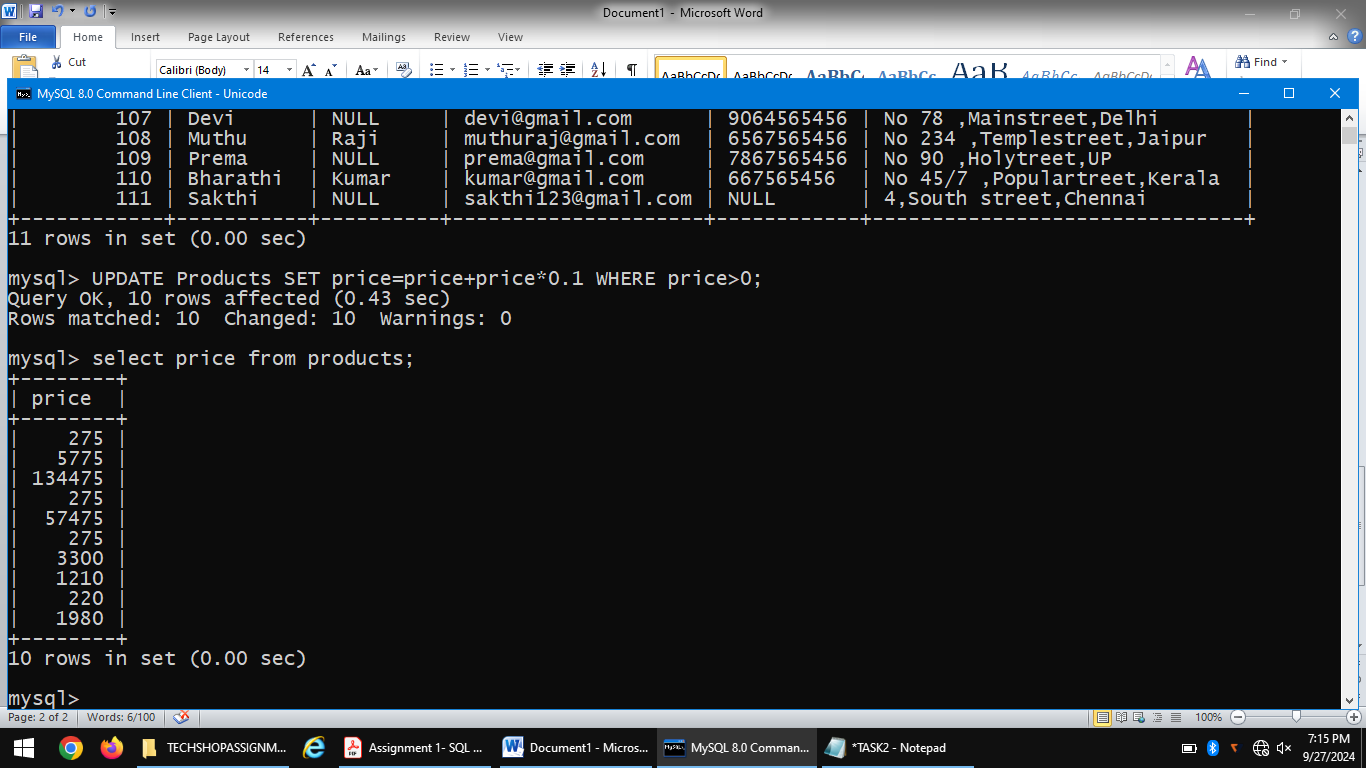 Document1 - Microsoft Word
File Home Insert Page Layout References Mailings Review View
Cut
Calibri (Body) 14 Find
AaBbCcDc AaBbCcDc AaBbC AaBbCc AaB AaBbCc AaBbCcDc
MySQL 8.0 Command Line Client - Unicode
| 107 | Devi | NULL | devi@gmail.com | 9064565456 | No 78 ,Mainstreet,Delhi |
| 108 | Muthu | Raji | muthuraj@gmail.com | 6567565456 | No 234 ,Templestreet,Jaipur |
| 109 | Prema | NULL | prema@gmail.com | 7867565456 | No 90 ,Holytreet,UP |
| 110 | Bharathi | Kumar | kumar@gmail.com | 667565456 | No 45/7 ,Populartreet,Kerala |
| 111 | Sakthi | NULL | sakthi123@gmail.com | NULL | 4,South street,Chennai |
+-------------+-----------+----------+---------------------+------------+--------------------------------+
11 rows in set (0.00 sec)
mysql> UPDATE Products SET price=price+price*0.1 WHERE price>0;
Query OK, 10 rows affected (0.43 sec)
Rows matched: 10 Changed: 10 Warnings: 0
mysql> select price from products;
+--------+
| price |
+--------+
| 275 |
| 5775 |
| 134475 |
| 275 |
| 57475 |
| 275 |
| 3300 |
| 1210 |
| 220 |
| 1980 |
+--------+
10 rows in set (0.00 sec)
mysql>
Page: 2 of 2 Words: 6/100 100%
TECHSHOPASSIGNM... Assignment 1- SQL ... Document1 - Micros... MySQL 8.0 Comman... *TASK2 - Notepad
7:15 PM
9/27/2024